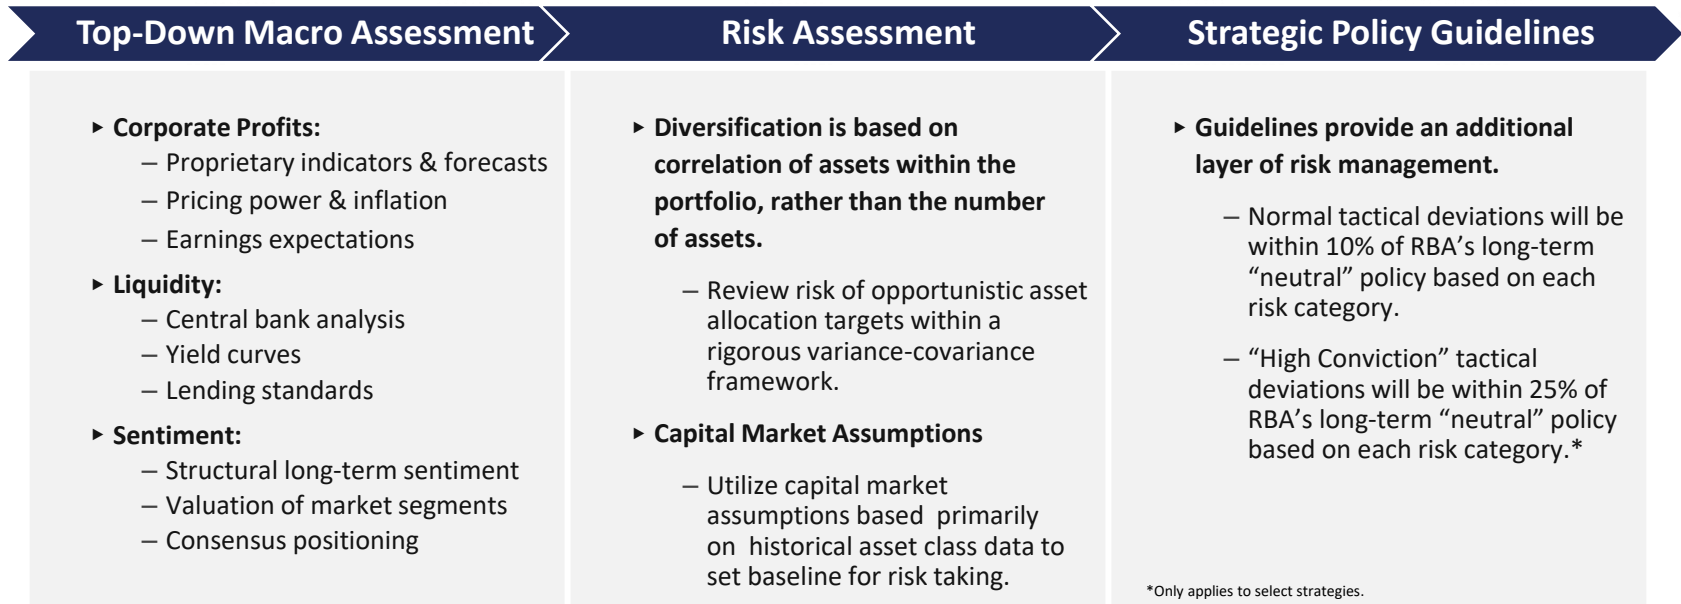 Top-Down Macro Assessment
Risk Assessment
Strategic Policy Guidelines
▸ Corporate Profits:
– Proprietary indicators & forecasts
– Pricing power & inflation
– Earnings expectations
▸ Liquidity:
– Central bank analysis
– Yield curves
– Lending standards
▸ Sentiment:
– Structural long-term sentiment
– Valuation of market segments
– Consensus positioning
▸ Diversification is based on
correlation of assets within the
portfolio, rather than the number
of assets.
– Review risk of opportunistic asset
allocation targets within a
rigorous variance-covariance
framework.
▸ Capital Market Assumptions
– Utilize capital market
assumptions based primarily
on historical asset class data to
set baseline for risk taking.
▸ Guidelines provide an additional
layer of risk management.
– Normal tactical deviations will be
within 10% of RBA’s long-term
“neutral” policy based on each
risk category.
– “High Conviction” tactical
deviations will be within 25% of
RBA’s long-term “neutral” policy
based on each risk category.*
*Only applies to select strategies.